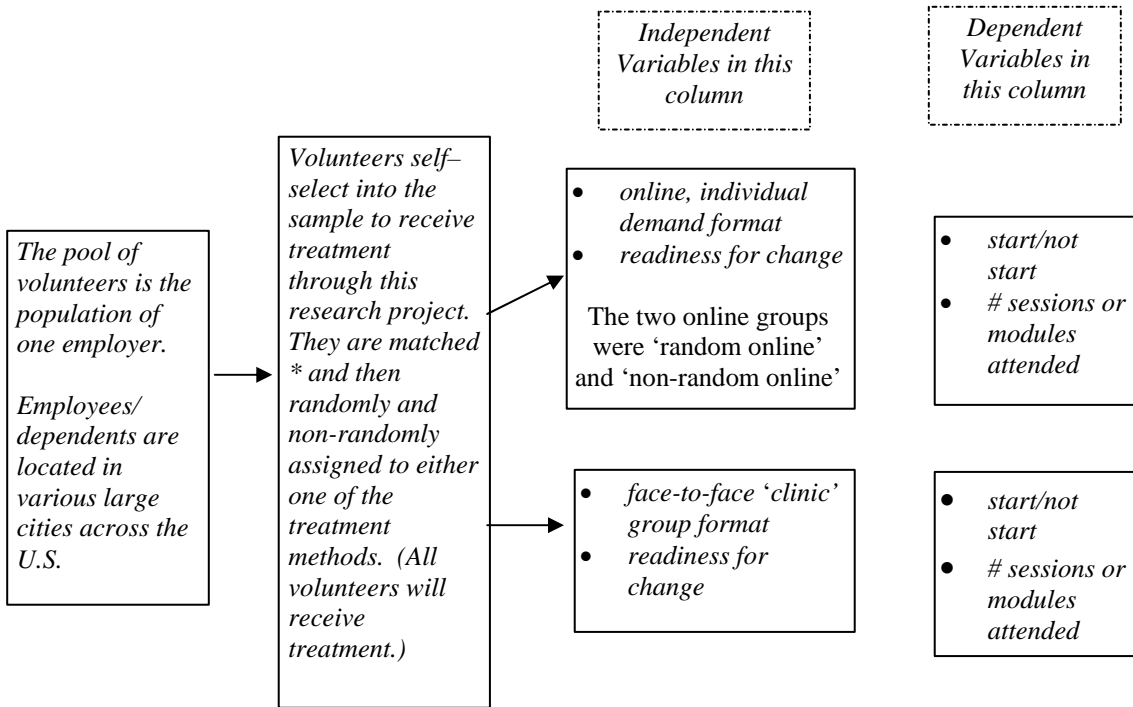 Independent
Variables in this
column
Dependent
Variables in
this column
The pool of
volunteers is the
population of
one employer.
Employees/
dependents are
located in
various large
cities across the
U.S.
Volunteers self–
select into the
sample to receive
treatment
through this
research project.
They are matched
* and then
randomly and
non-randomly
assigned to either
one of the
treatment
methods. (All
volunteers will
receive
treatment.)
• online, individual
demand format
• readiness for change
The two online groups
were ‘random online’
and ‘non-random online’
• start/not
start
• # sessions or
modules
attended
• face-to-face ‘clinic’
group format
• readiness for
change
• start/not
start
• # sessions or
modules
attended